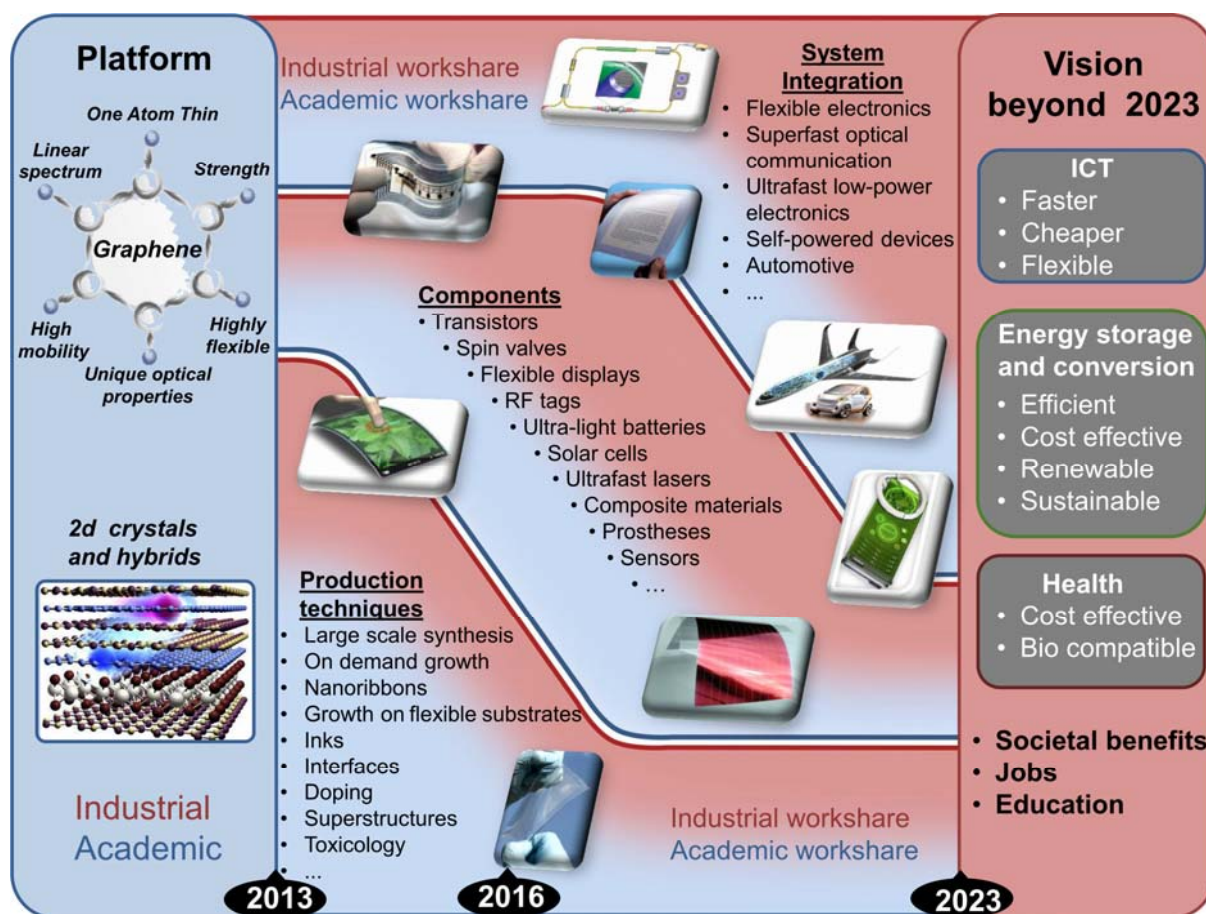 Platform
One Atom Thin
Linear
spectrum
Strength
Graphene
High
mobility
Highly
flexible
Unique optical
properties
2d crystals
and hybrids
Industrial
Academic
Industrial workshare
Academic workshare
System
Integration
• Flexible electronics
• Superfast optical
communication
• Ultrafast low-power
electronics
• Self-powered devices
• Automotive
• ...
Components
• Transistors
• Spin valves
• Flexible displays
• RF tags
• Ultra-light batteries
• Solar cells
• Ultrafast lasers
• Composite materials
• Prostheses
• Sensors
• ...
Production
techniques
• Large scale synthesis
• On demand growth
• Nanoribbons
• Growth on flexible substrates
• Inks
• Interfaces
• Doping
• Superstructures
• Toxicology
• ...
Industrial workshare
Academic workshare
Vision
beyond 2023
ICT
• Faster
• Cheaper
• Flexible
Energy storage
and conversion
• Efficient
• Cost effective
• Renewable
• Sustainable
Health
• Cost effective
• Bio compatible
• Societal benefits
• Jobs
• Education
2013
2016
2023